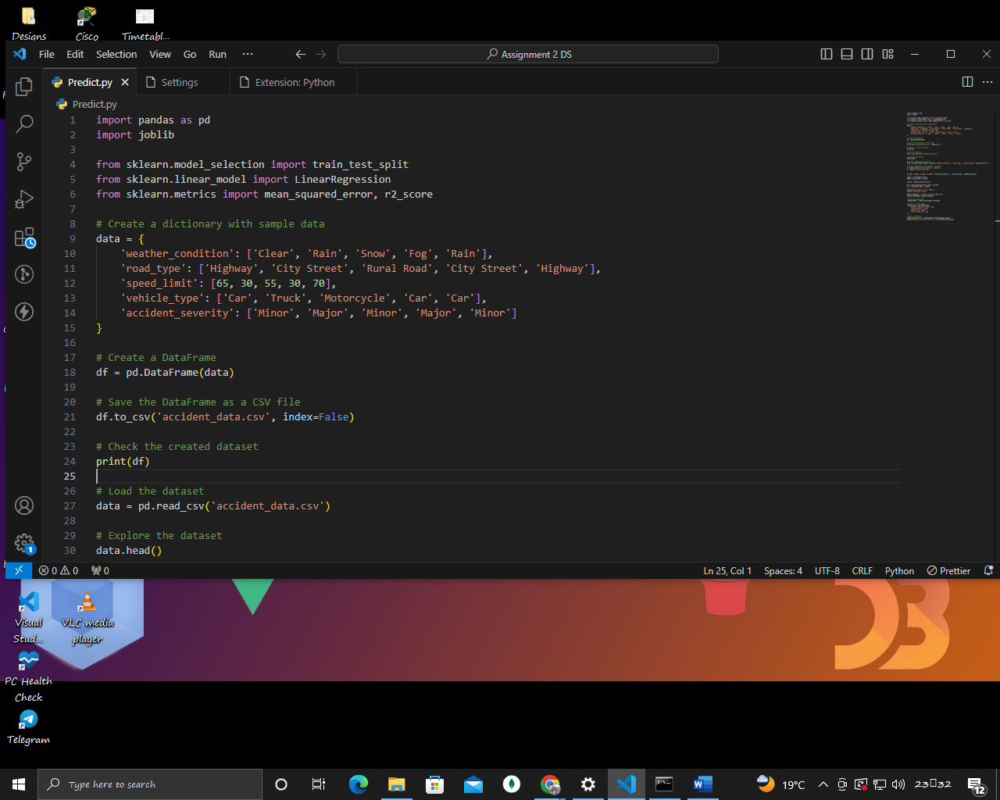 Designs
Cisco
Timetabl...
File Edit Selection View Go Run ···
Assignment 2 DS
Predict.py
Settings
Extension: Python
Predict.py
1 import pandas as pd
2 import joblib
3
4 from sklearn.model_selection import train_test_split
5 from sklearn.linear_model import LinearRegression
6 from sklearn.metrics import mean_squared_error, r2_score
7
8 # Create a dictionary with sample data
9 data = {
10 'weather_condition': ['Clear', 'Rain', 'Snow', 'Fog', 'Rain'],
11 'road_type': ['Highway', 'City Street', 'Rural Road', 'City Street', 'Highway'],
12 'speed_limit': [65, 30, 55, 30, 70],
13 'vehicle_type': ['Car', 'Truck', 'Motorcycle', 'Car', 'Car'],
14 'accident_severity': ['Minor', 'Major', 'Minor', 'Major', 'Minor']
15 }
16
17 # Create a DataFrame
18 df = pd.DataFrame(data)
19
20 # Save the DataFrame as a CSV file
21 df.to_csv('accident_data.csv', index=False)
22
23 # Check the created dataset
24 print(df)
25
26 # Load the dataset
27 data = pd.read_csv('accident_data.csv')
28
29 # Explore the dataset
30 data.head()
1
0 0 0
Ln 25, Col 1 Spaces: 4 UTF-8 CRLF Python Prettier
Visual Stud...
VLC media player
PC Health Check
Telegram
Type here to search
19°C
23 32
12